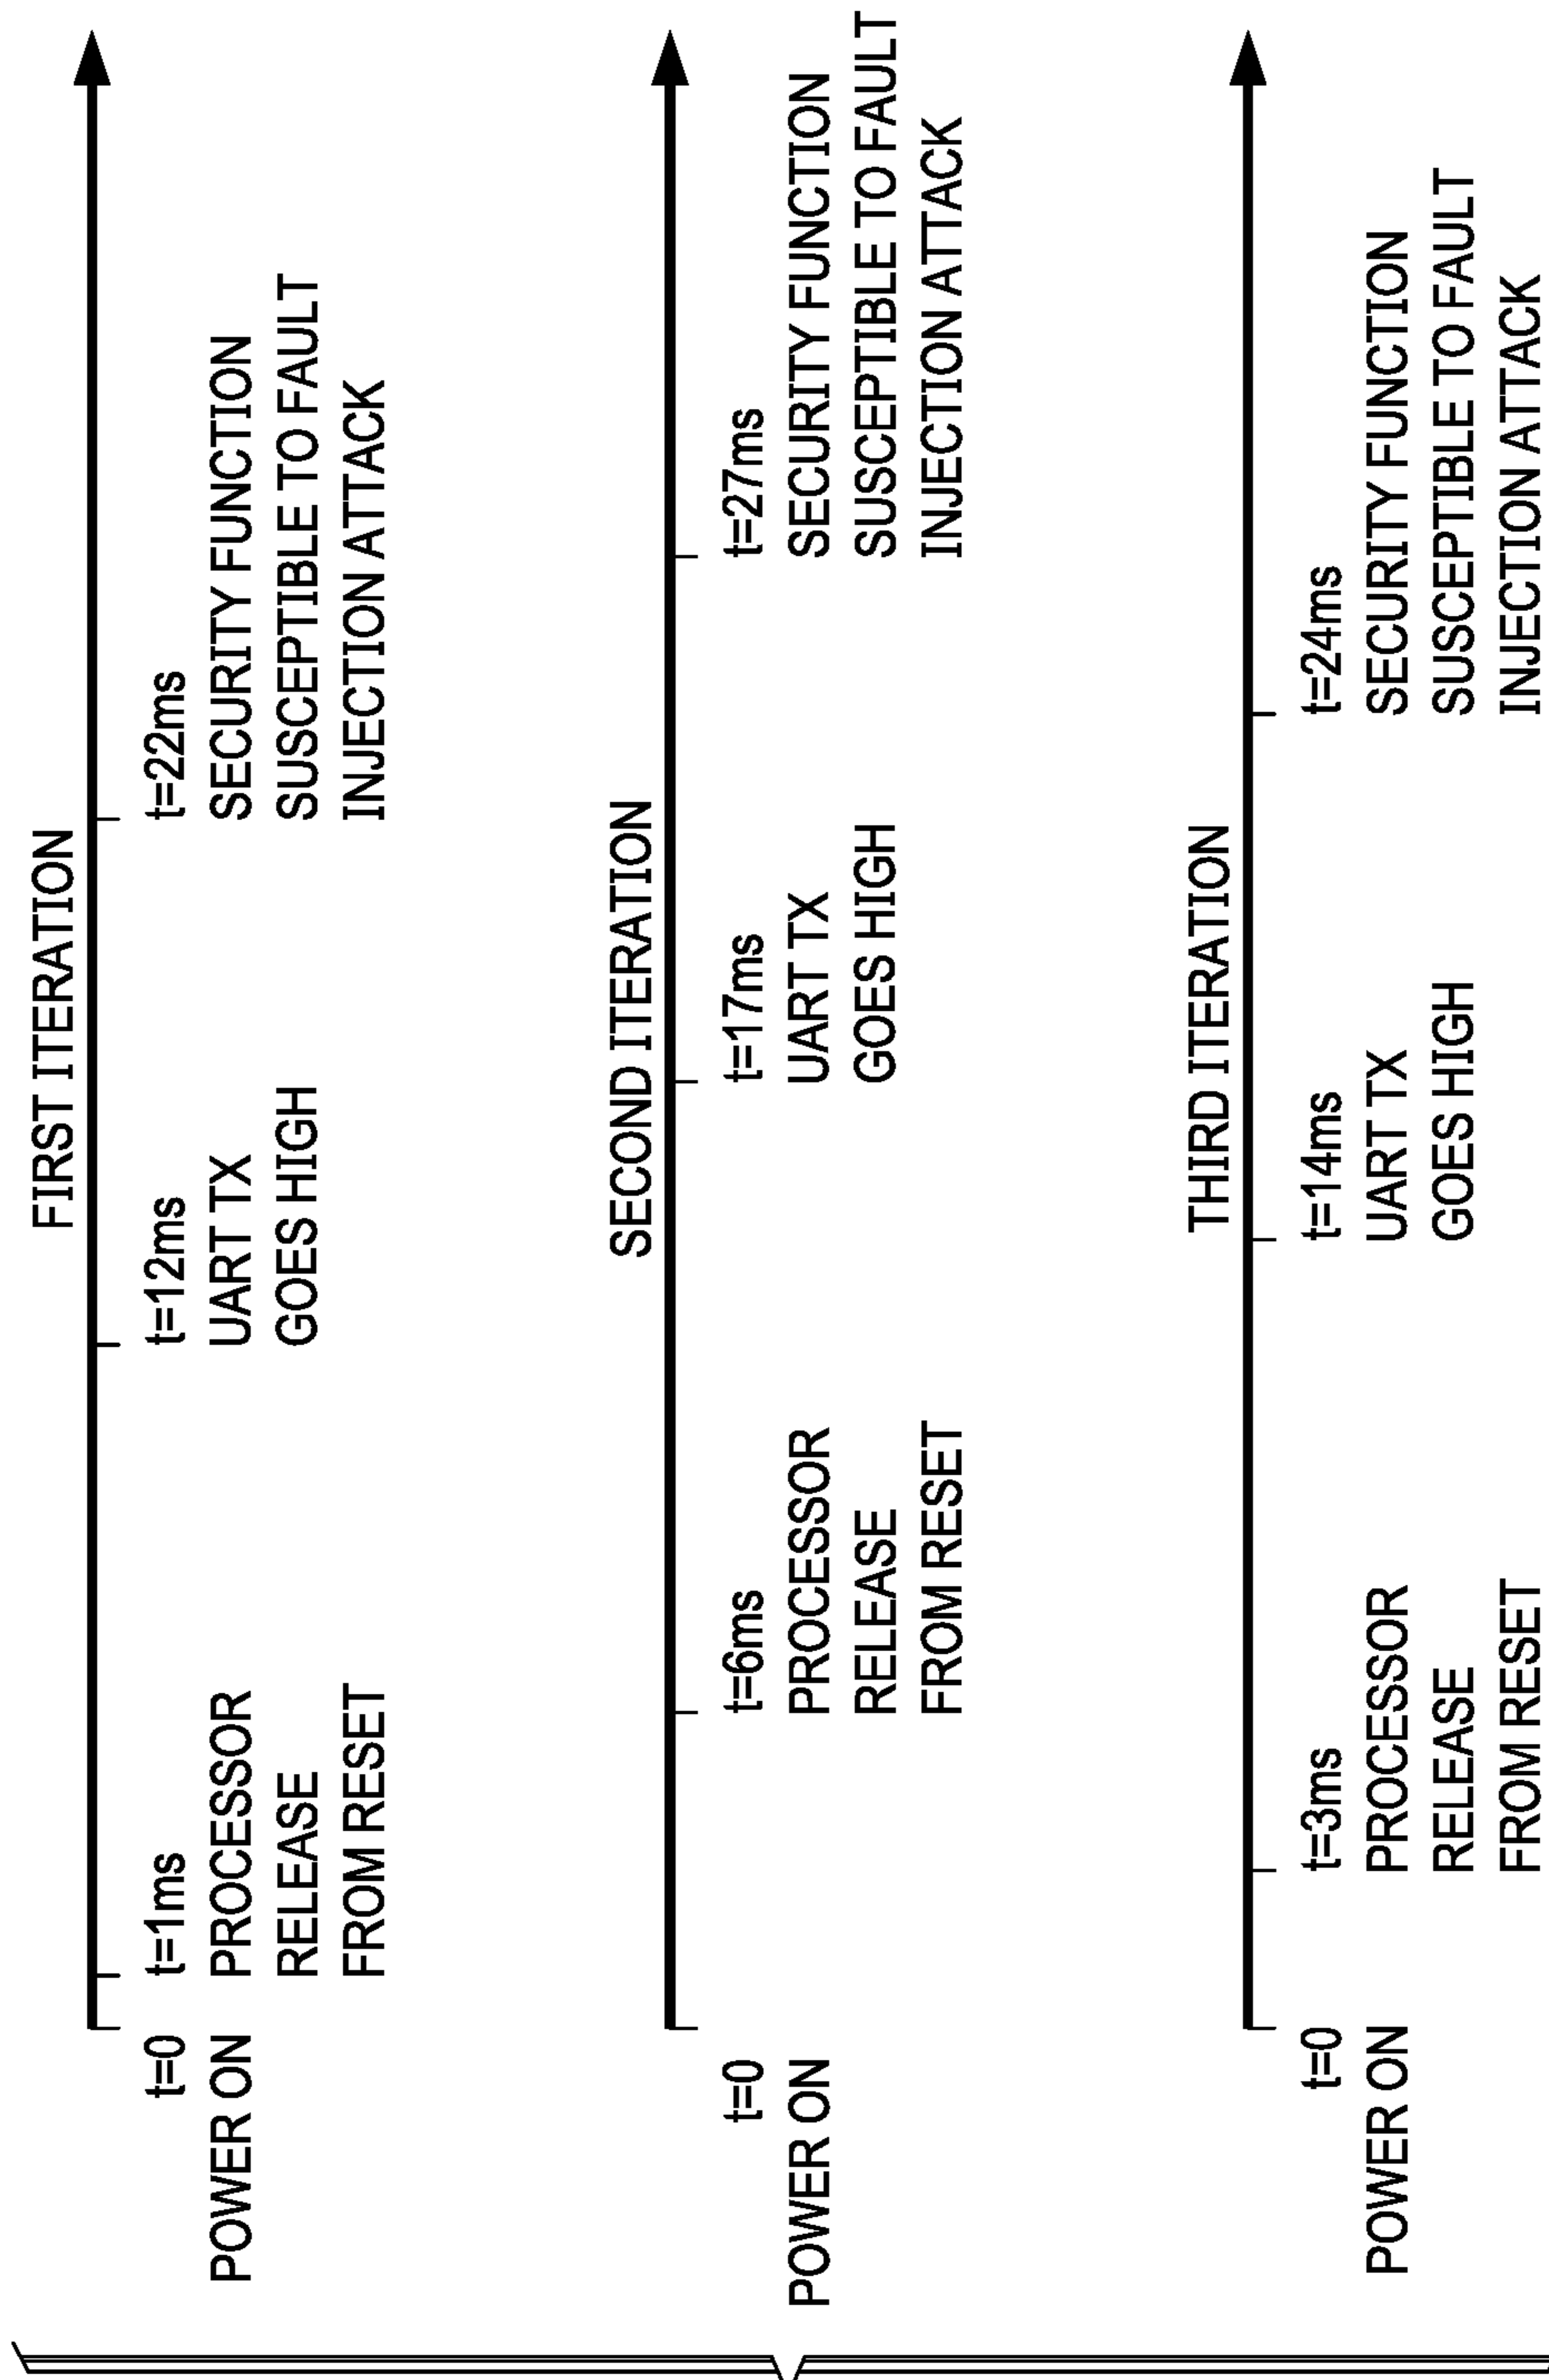 FIRST ITERATION
t=0
POWER ON
t=1ms
PROCESSOR
RELEASE
FROM RESET
t=12ms
UART TX
GOES HIGH
t=22ms
SECURITY FUNCTION
SUSCEPTIBLE TO FAULT
INJECTION ATTACK
SECOND ITERATION
t=0
POWER ON
t=6ms
PROCESSOR
RELEASE
FROM RESET
t=17ms
UART TX
GOES HIGH
t=27ms
SECURITY FUNCTION
SUSCEPTIBLE TO FAULT
INJECTION ATTACK
THIRD ITERATION
t=0
POWER ON
t=3ms
PROCESSOR
RELEASE
FROM RESET
t=14ms
UART TX
GOES HIGH
t=24ms
SECURITY FUNCTION
SUSCEPTIBLE TO FAULT
INJECTION ATTACK